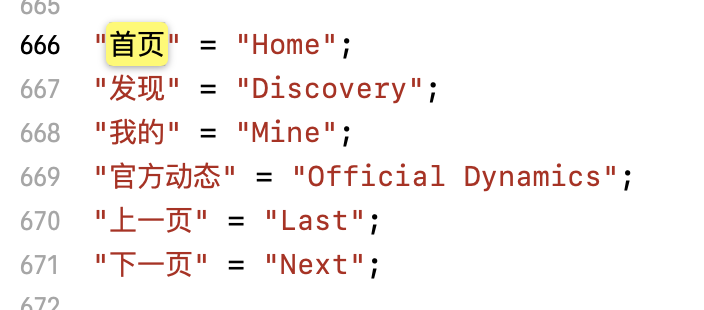 665
666 "首页" = "Home";
667 "发现" = "Discovery";
668 "我的" = "Mine";
669 "官方动态" = "Official Dynamics";
670 "上一页" = "Last";
671 "下一页" = "Next";
672